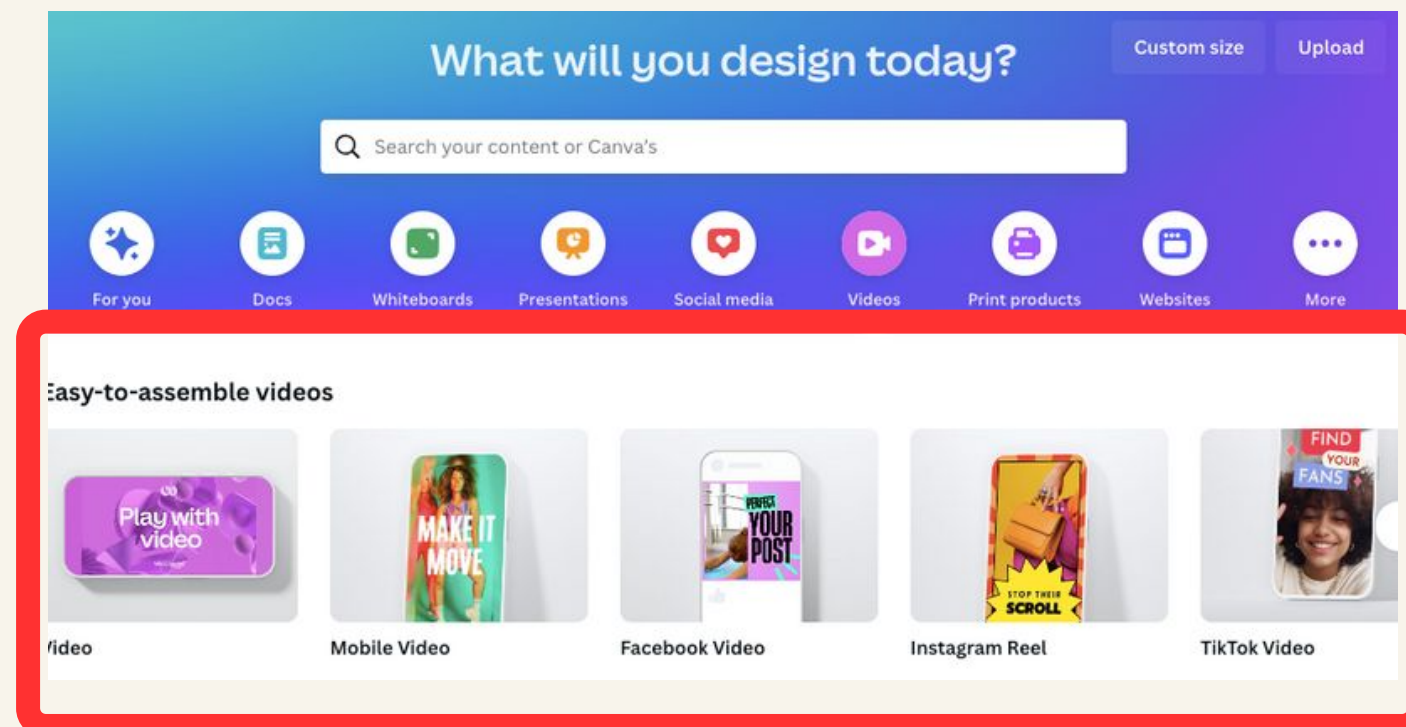 What will you design today?
Custom size
Upload
Search your content or Canva's
For you
Docs
Whiteboards
Presentations
Social media
Videos
Print products
Websites
More
Easy-to-assemble videos
Play with
video
MAKE IT
MOVE
PERFECT
YOUR
POST
STOP THEIR
SCROLL
FIND
YOUR
FANS
Video
Mobile Video
Facebook Video
Instagram Reel
TikTok Video